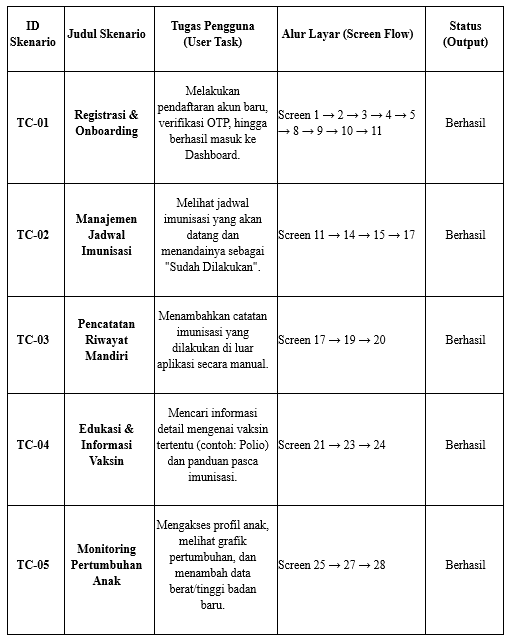 ID
Skenario
Judul Skenario
Tugas Pengguna
(User Task)
Alur Layar (Screen Flow)
Status
(Output)
TC-01
Registrasi &
Onboarding
Melakukan
pendaftaran akun baru,
verifikasi OTP, hingga
berhasil masuk ke
Dashboard.
Screen 1 → 2 → 3 → 4 → 5
→ 8 → 9 → 10 → 11
Berhasil
TC-02
Manajemen
Jadwal
Imunisasi
Melihat jadwal
imunisasi yang akan
datang dan
menandainya sebagai
"Sudah Dilakukan".
Screen 11 → 14 → 15 → 17
Berhasil
TC-03
Pencatatan
Riwayat
Mandiri
Menambahkan catatan
imunisasi yang
dilakukan di luar
aplikasi secara manual.
Screen 17 → 19 → 20
Berhasil
TC-04
Edukasi &
Informasi
Vaksin
Mencari informasi
detail mengenai vaksin
tertentu (contoh: Polio)
dan panduan pasca
imunisasi.
Screen 21 → 23 → 24
Berhasil
TC-05
Monitoring
Pertumbuhan
Anak
Mengakses profil anak,
melihat grafik
pertumbuhan, dan
menambah data
berat/tinggi badan
baru.
Screen 25 → 27 → 28
Berhasil